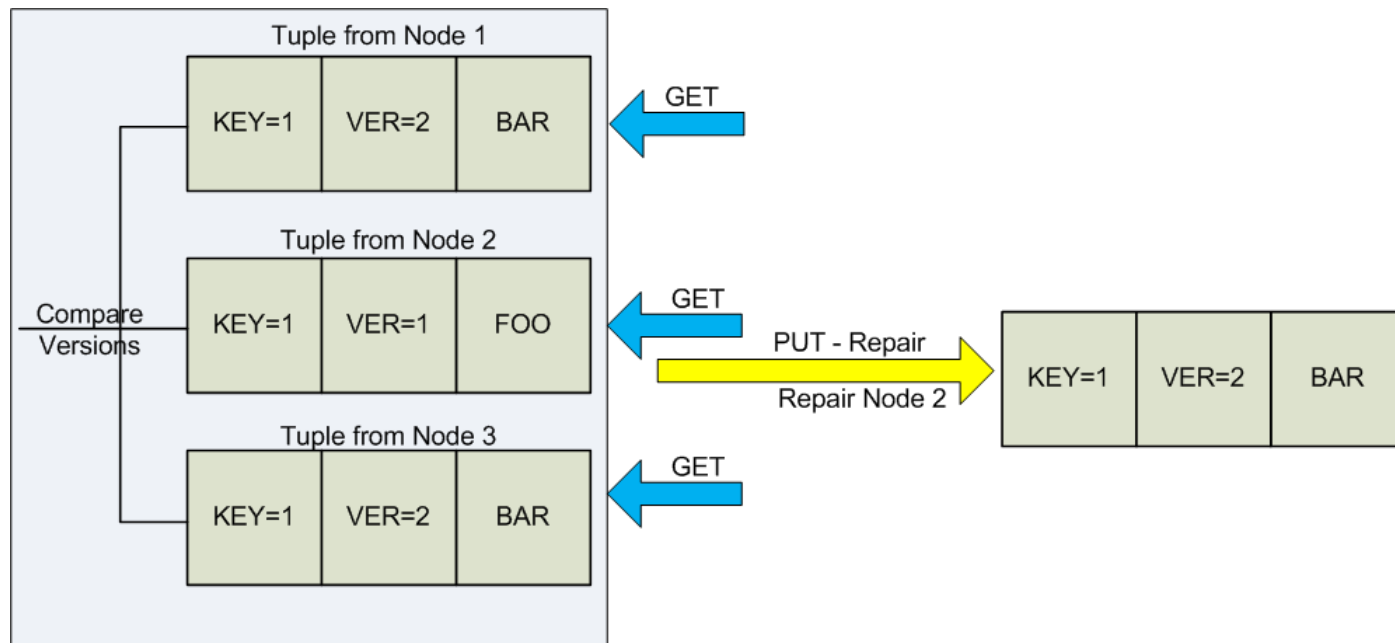 Tuple from Node 1
KEY=1 VER=2 BAR
GET
Tuple from Node 2
KEY=1 VER=1 FOO
GET
Compare
Versions
PUT - Repair
Repair Node 2
KEY=1 VER=2 BAR
Tuple from Node 3
KEY=1 VER=2 BAR
GET